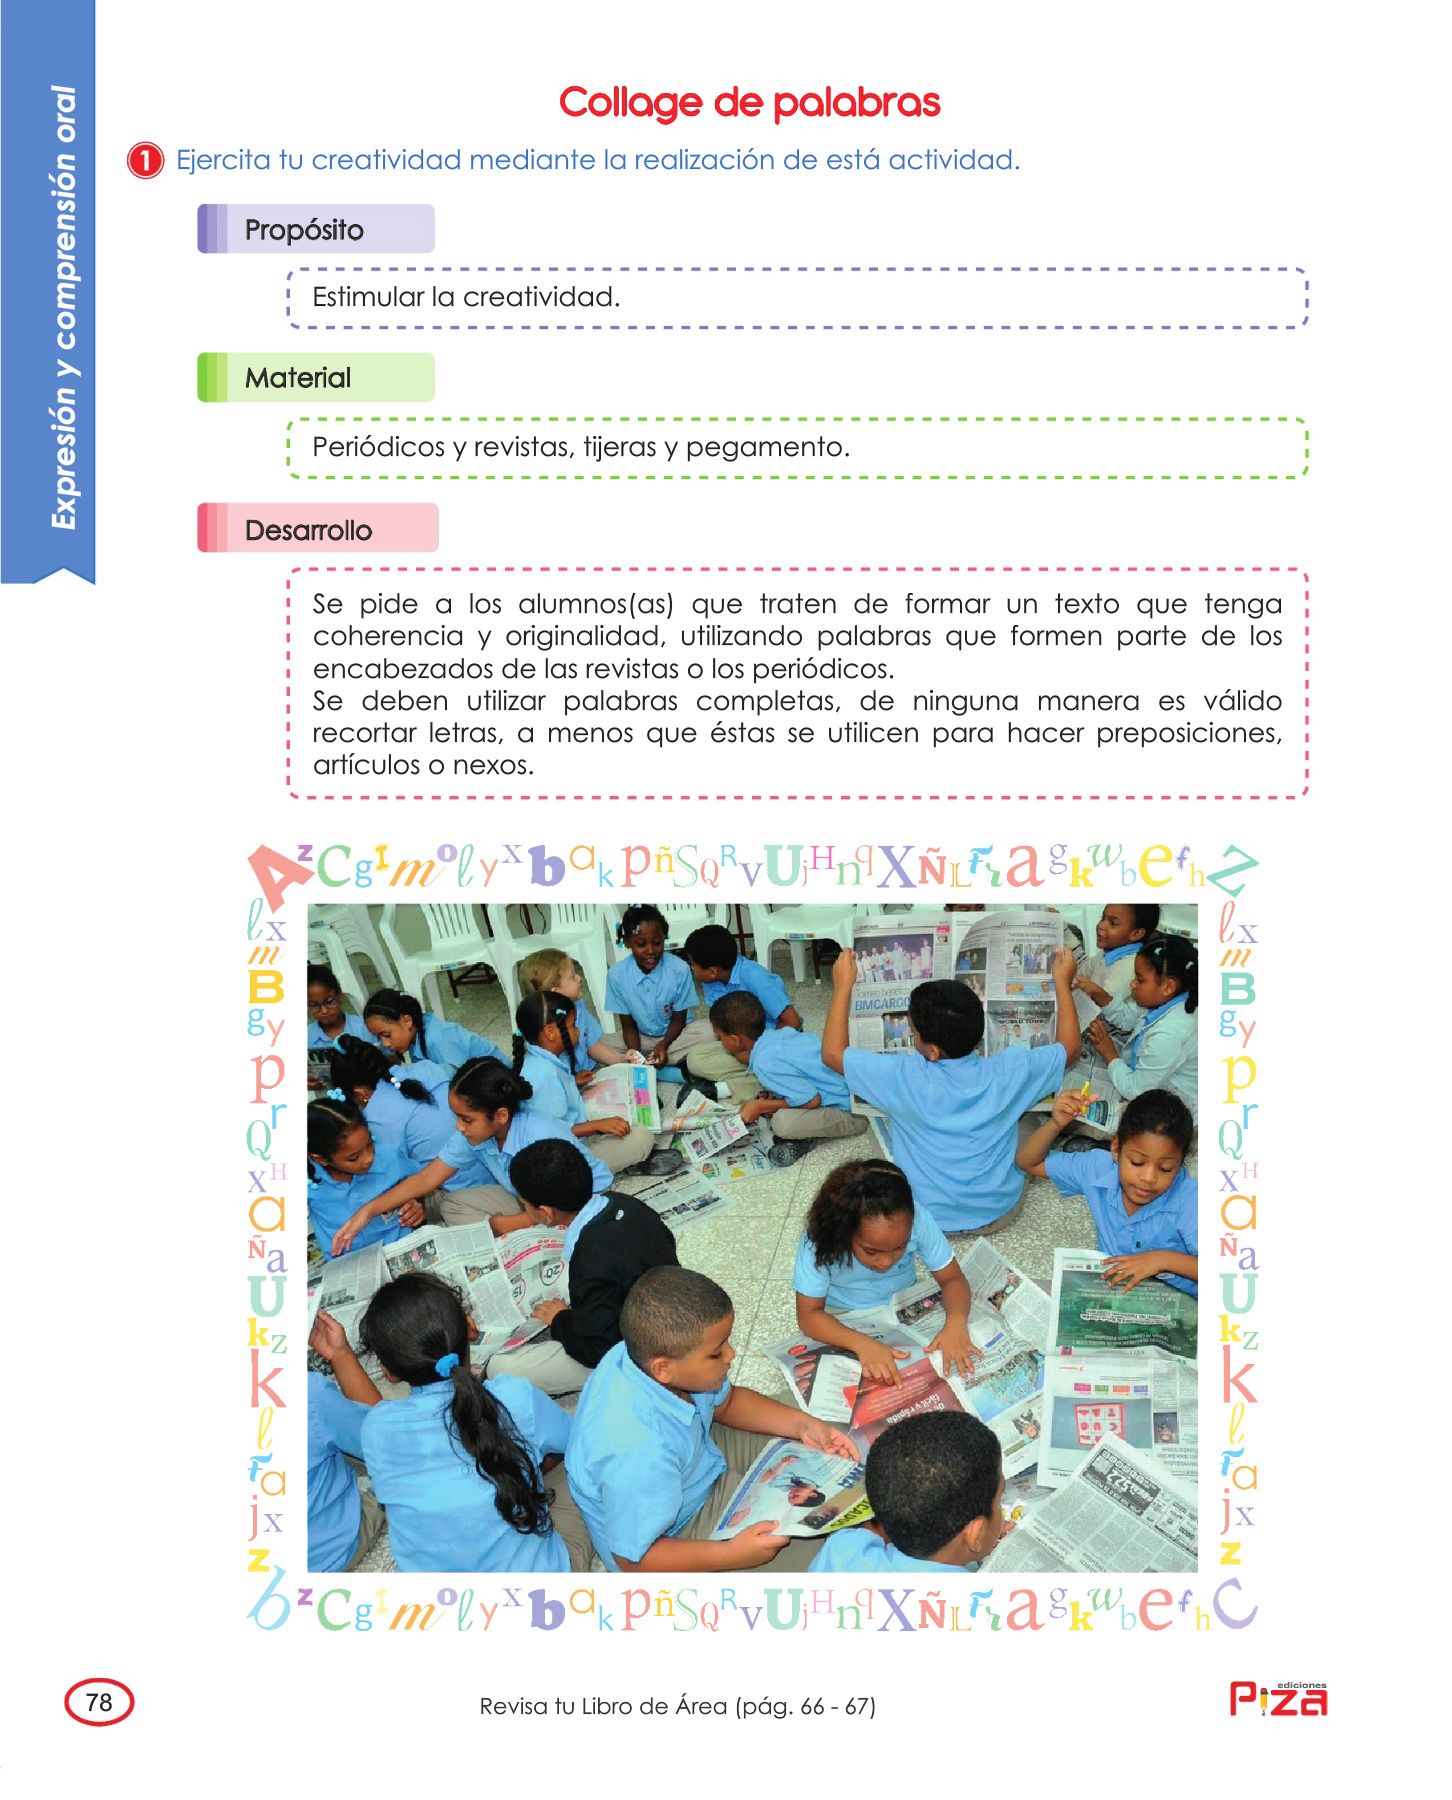 Expresión y comprensión oral
Collage de palabras
1 Ejercita tu creatividad mediante la realización de está actividad.
Propósito
Estimular la creatividad.
Material
Periódicos y revistas, tijeras y pegamento.
Desarrollo
Se pide a los alumnos(as) que traten de formar un texto que tenga
coherencia y originalidad, utilizando palabras que formen parte de los
encabezados de las revistas o los periódicos.
Se deben utilizar palabras completas, de ninguna manera es válido
recortar letras, a menos que éstas se utilicen para hacer preposiciones,
artículos o nexos.
BMCARGO
78
Revisa tu Libro de Área (pág. 66 - 67)
ediciones
Piza